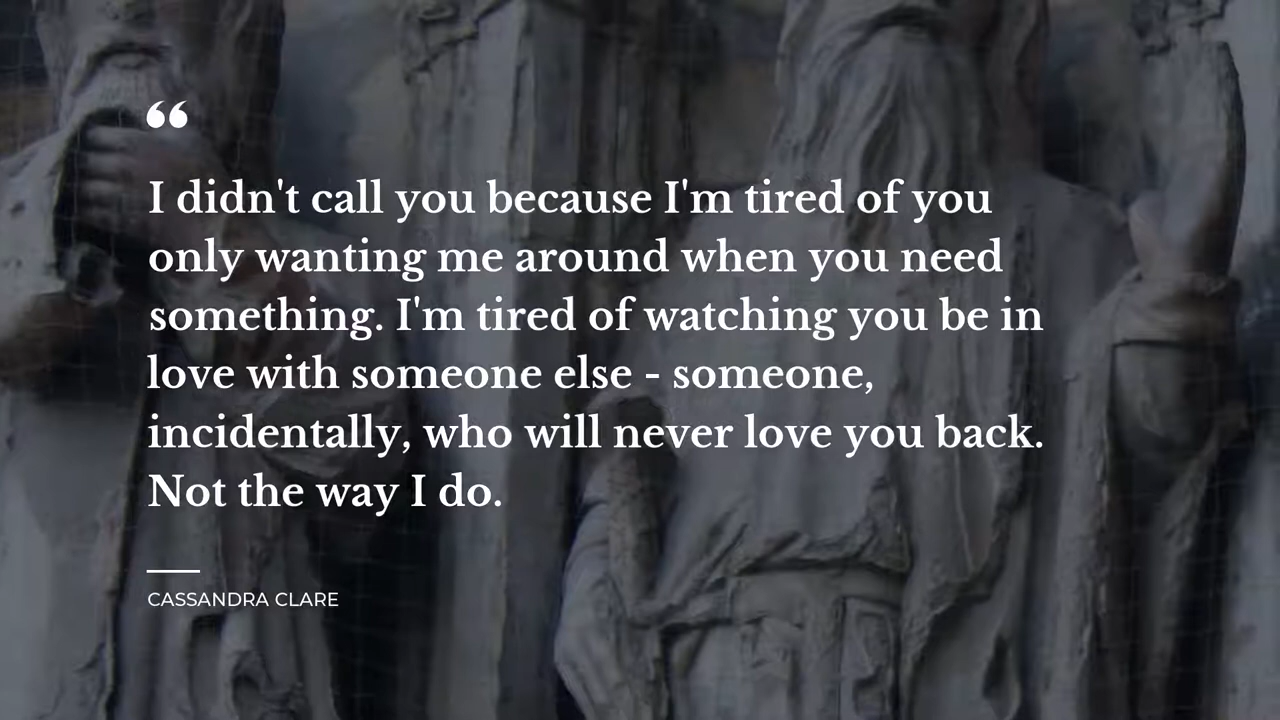 “
I didn't call you because I'm tired of you
only wanting me around when you need
something. I'm tired of watching you be in
love with someone else - someone,
incidentally, who will never love you back.
Not the way I do.
CASSANDRA CLARE